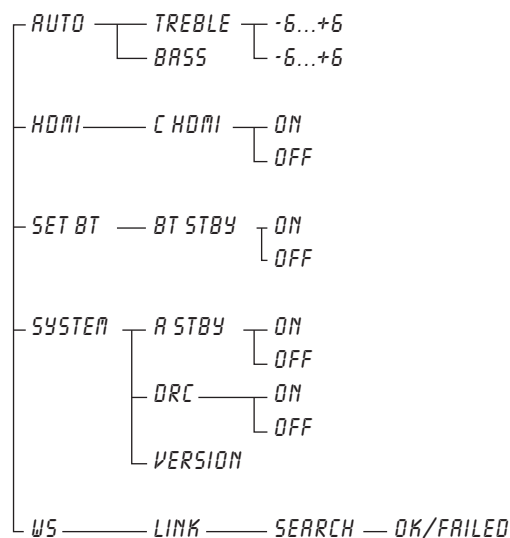 AUTO TREBLE -6...+6
BASS -6...+6
HDMI C HDMI ON
OFF
SET BT BT STBY ON
OFF
SYSTEM A STBY ON
OFF
DRC ON
OFF
VERSION
WS LINK SEARCH OK/FAILED